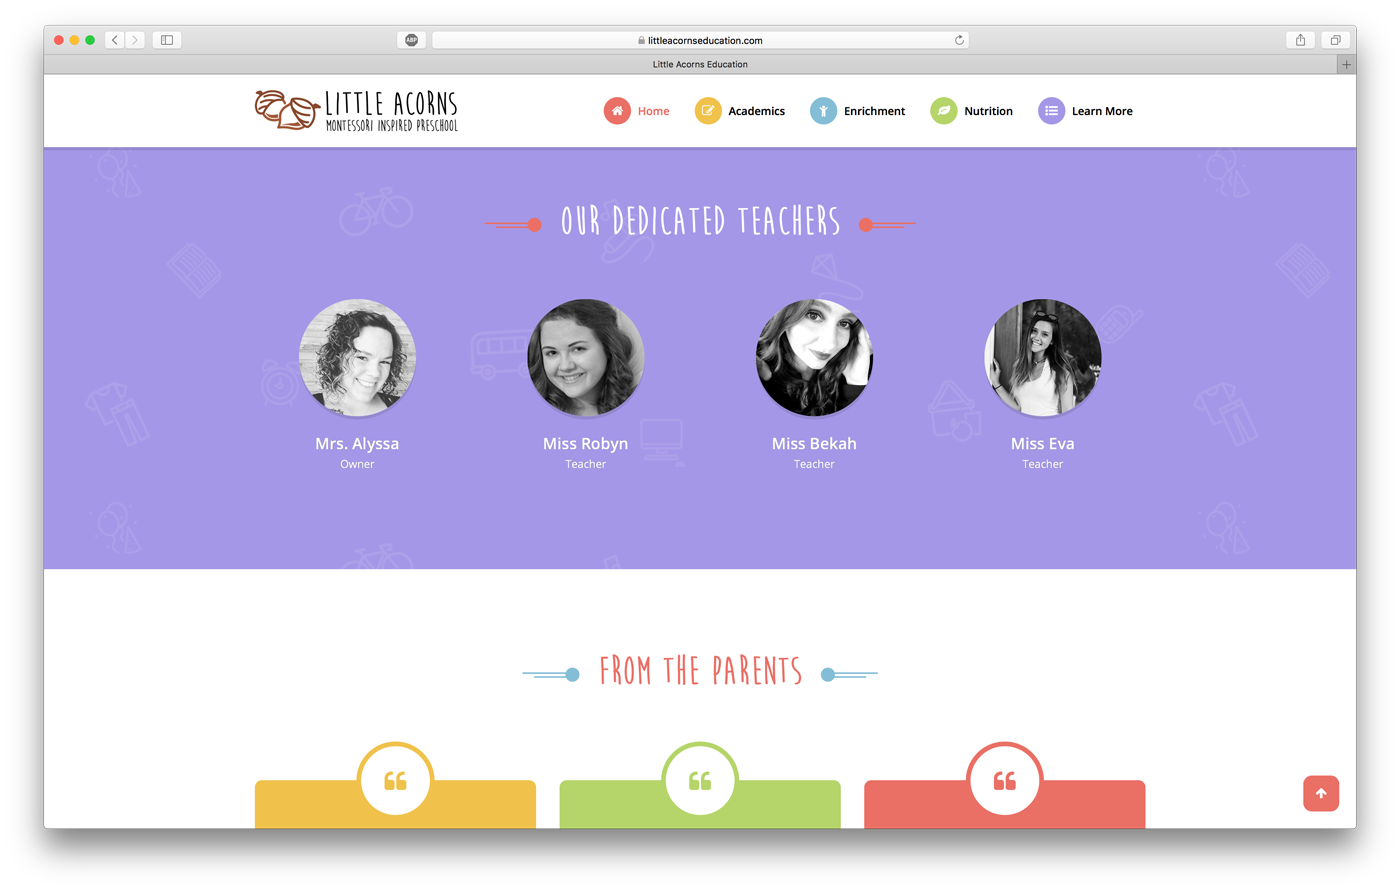 ABP
littleacornseducation.com
Little Acorns Education
LITTLE ACORNS
MONTESSORI INSPIRED PRESCHOOL
Home
Academics
Enrichment
Nutrition
Learn More
OUR DEDICATED TEACHERS
Mrs. Alyssa
Owner
Miss Robyn
Teacher
Miss Bekah
Teacher
Miss Eva
Teacher
FROM THE PARENTS